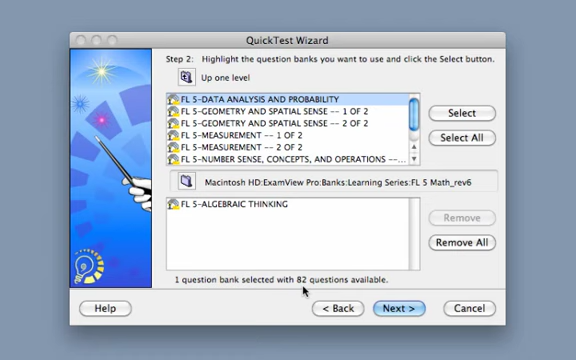 QuickTest Wizard
Step 2: Highlight the question banks you want to use and click the Select button.
Up one level
FL 5-DATA ANALYSIS AND PROBABILITY
FL 5-GEOMETRY AND SPATIAL SENSE -- 1 OF 2
FL 5-GEOMETRY AND SPATIAL SENSE -- 2 OF 2
FL 5-MEASUREMENT -- 1 OF 2
FL 5-MEASUREMENT -- 2 OF 2
FL 5-NUMBER SENSE, CONCEPTS, AND OPERATIONS --...
Select
Select All
Macintosh HD:ExamView Pro:Banks:Learning Series:FL 5 Math_rev6
FL 5-ALGEBRAIC THINKING
Remove
Remove All
1 question bank selected with 82 questions available.
Help
< Back
Next >
Cancel